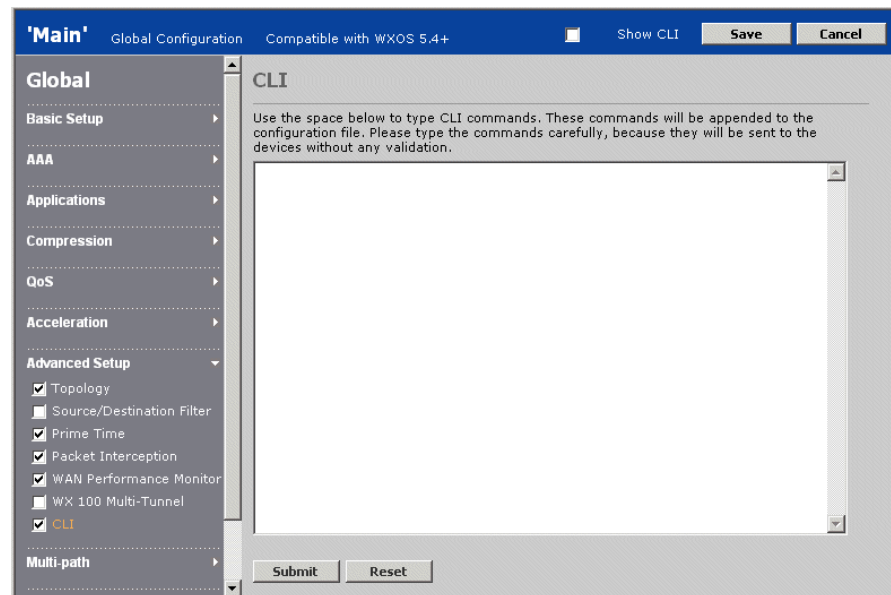 'Main' Global Configuration Compatible with WXOS 5.4+ Show CLI Save Cancel
Global
Basic Setup
AAA
Applications
Compression
QoS
Acceleration
Advanced Setup
Topology
Source/Destination Filter
Prime Time
Packet Interception
WAN Performance Monitor
WX 100 Multi-Tunnel
CLI
Multi-path
CLI
Use the space below to type CLI commands. These commands will be appended to the
configuration file. Please type the commands carefully, because they will be sent to the
devices without any validation.
Submit Reset